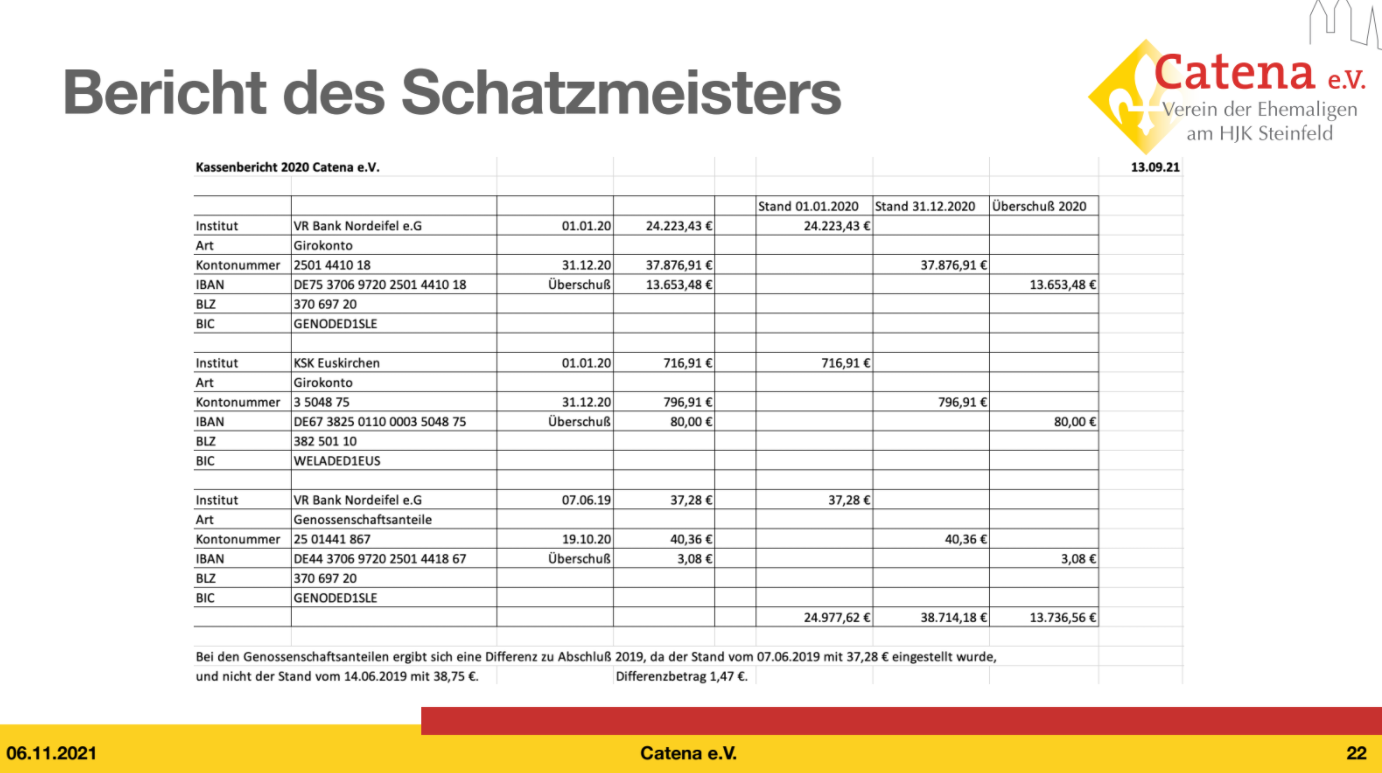 Bericht des Schatzmeisters
Catena e.V.
Verein der Ehemaligen
am HJK Steinfeld
Kassenbericht 2020 Catena e.V. 13.09.21
Stand 01.01.2020 Stand 31.12.2020 Überschuß 2020
Institut VR Bank Nordeifel e.G 01.01.20 24.223,43 € 24.223,43 €
Art Girokonto
Kontonummer 2501 4410 18 31.12.20 37.876,91 € 37.876,91 €
IBAN DE75 3706 9720 2501 4410 18 Überschuß 13.653,48 € 13.653,48 €
BLZ 370 697 20
BIC GENODED1SLE
Institut KSK Euskirchen 01.01.20 716,91 € 716,91 €
Art Girokonto
Kontonummer 3 5048 75 31.12.20 796,91 € 796,91 €
IBAN DE67 3825 0110 0003 5048 75 Überschuß 80,00 € 80,00 €
BLZ 382 501 10
BIC WELADED1EUS
Institut VR Bank Nordeifel e.G 07.06.19 37,28 € 37,28 €
Art Genossenschaftsanteile
Kontonummer 25 01441 867 19.10.20 40,36 € 40,36 €
IBAN DE44 3706 9720 2501 4418 67 Überschuß 3,08 € 3,08 €
BLZ 370 697 20
BIC GENODED1SLE
24.977,62 € 38.714,18 € 13.736,56 €
Bei den Genossenschaftsanteilen ergibt sich eine Differenz zu Abschluß 2019, da der Stand vom 07.06.2019 mit 37,28 € eingestellt wurde,
und nicht der Stand vom 14.06.2019 mit 38,75 €. Differenzbetrag 1,47 €.
06.11.2021 Catena e.V. 22